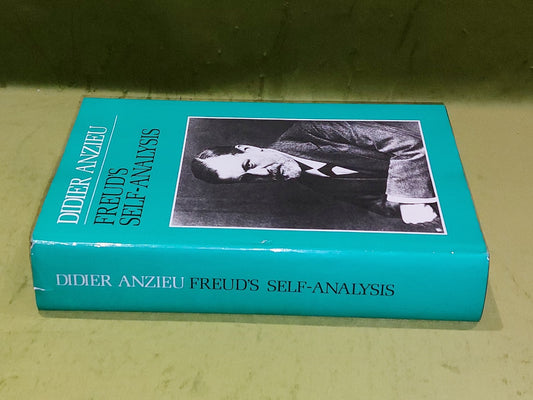 DIDIER ANZIEU
FREUD'S
SELF-ANALYSIS
DIDIER ANZIEU FREUD'S SELF-ANALYSIS